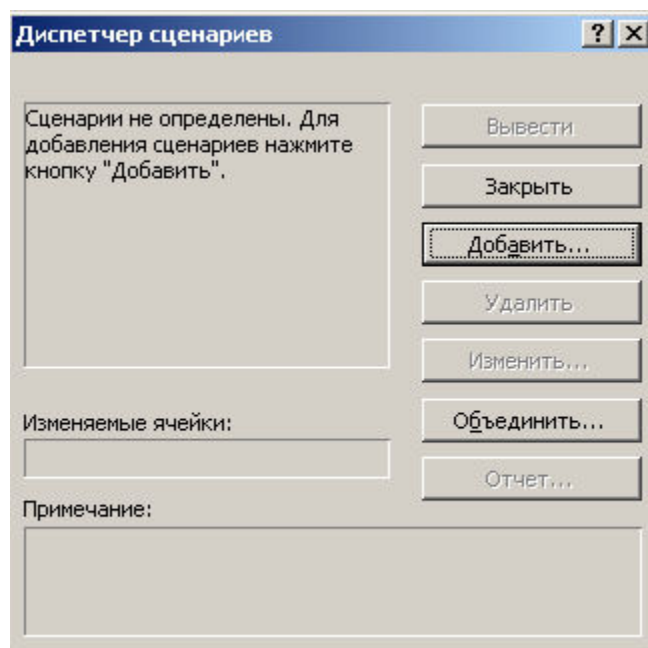 Диспетчер сценариев
Сценарии не определены. Для
добавления сценариев нажмите
кнопку "Добавить".
Вывести
Закрыть
Добавить...
Удалить
Изменить...
Изменяемые ячейки:
Объединить...
Отчет...
Примечание: